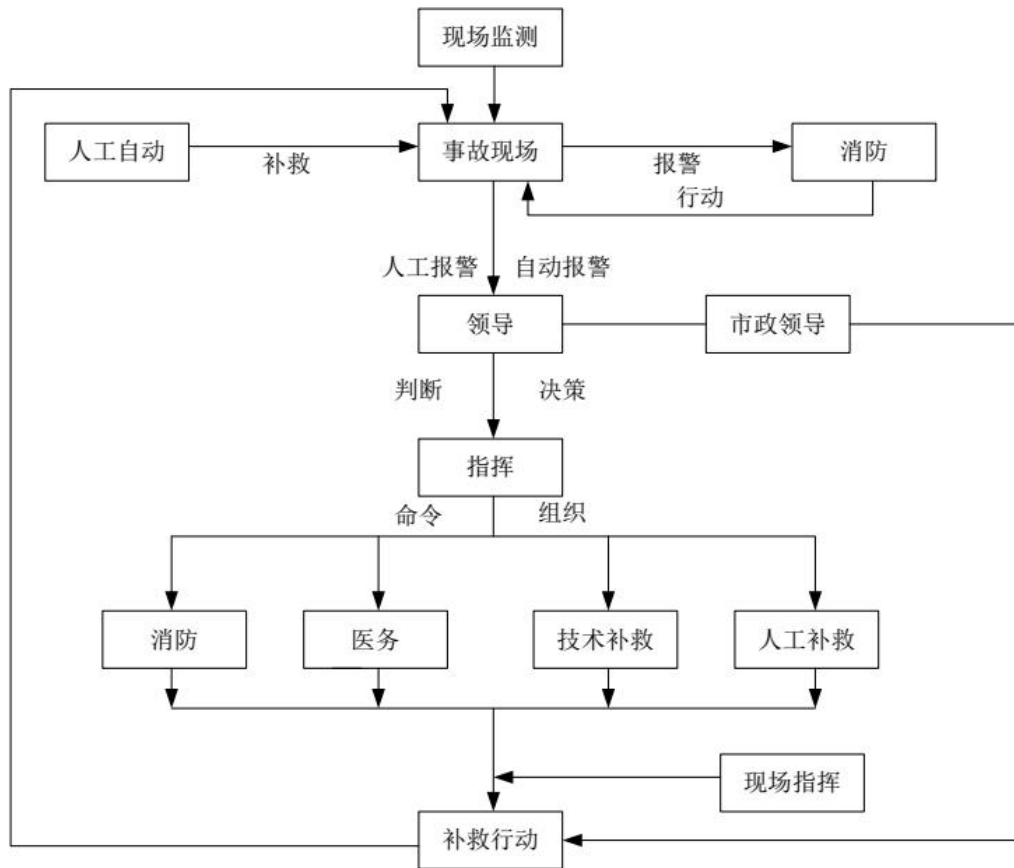 现场监测
人工自动
补救
事故现场
报警
行动
消防
人工报警 自动报警
领导
市政领导
判断 决策
指挥
命令 组织
消防
医务
技术补救
人工补救
现场指挥
补救行动